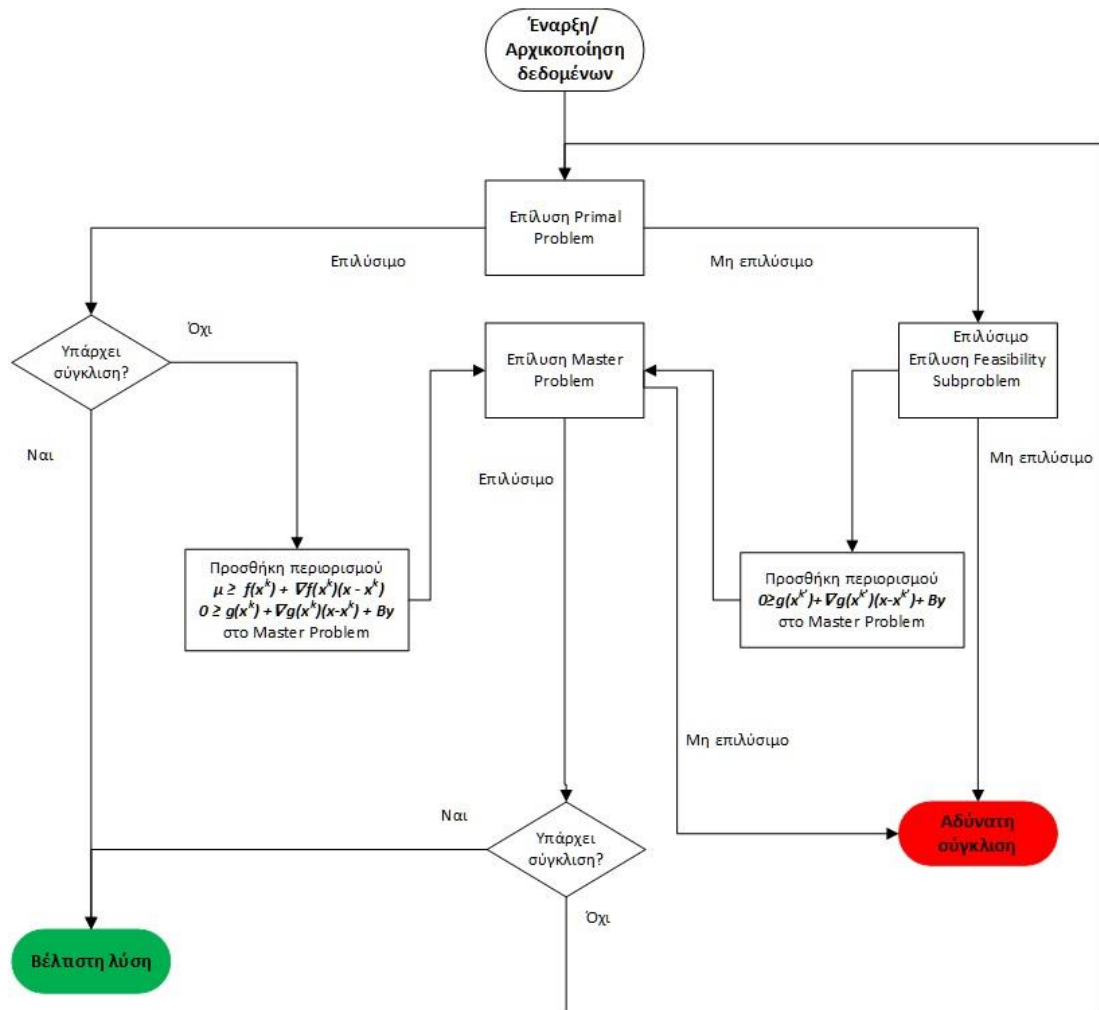 Έναρξη/
Αρχικοποίηση
δεδομένων
Επίλυση Primal
Problem
Επιλύσιμο
Μη επιλύσιμο
Όχι
Υπάρχει
σύγκλιση?
Επίλυση Master
Problem
Επιλύσιμο
Επίλυση Feasibility
Subproblem
Ναι
Επιλύσιμο
Μη επιλύσιμο
Προσθήκη περιορισμού
μ ≥ f(x^k) + ∇f(x^k)(x - x^k)
0 ≥ g(x^k) + ∇g(x^k)(x-x^k) + By
στο Master Problem
Προσθήκη περιορισμού
0≥g(x^k')+ ∇g(x^k')(x-x^k')+ By
στο Master Problem
Μη επιλύσιμο
Ναι
Υπάρχει
σύγκλιση?
Αδύνατη
σύγκλιση
Όχι
Βέλτιστη λύση